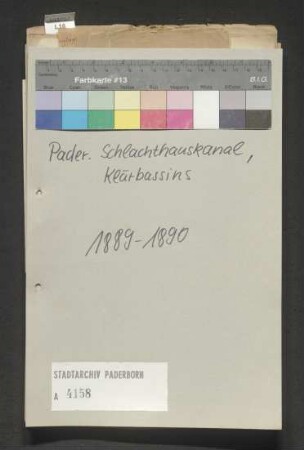 Farbkarte #13
B.I.G.
Pader. Schlachthauskanal,
Klärbassins
1889-1890
STADTARCHIV PADERBORN
A 4158